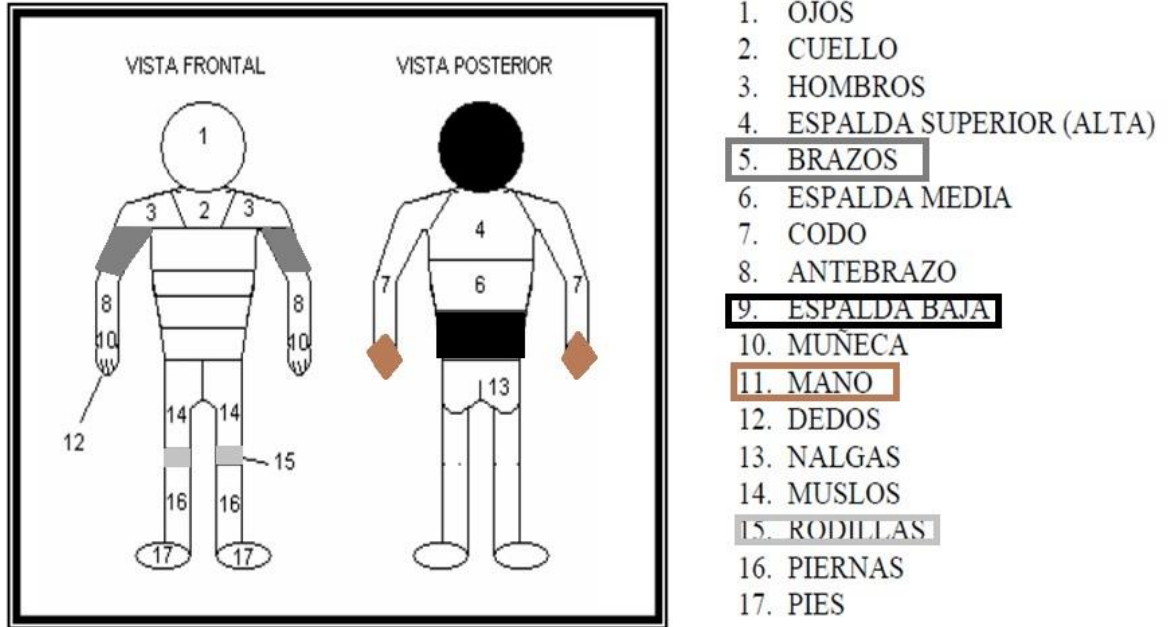 VISTA FRONTAL
VISTA POSTERIOR
1
3 2 3
4
7 6 7
8 8
10 10
13
14 14
12
15
16 16
17 17
1. OJOS
2. CUELLO
3. HOMBROS
4. ESPALDA SUPERIOR (ALTA)
5. BRAZOS
6. ESPALDA MEDIA
7. CODO
8. ANTEBRAZO
9. ESPALDA BAJA
10. MUÑECA
11. MANO
12. DEDOS
13. NALGAS
14. MUSLOS
15. RODILLAS
16. PIERNAS
17. PIES